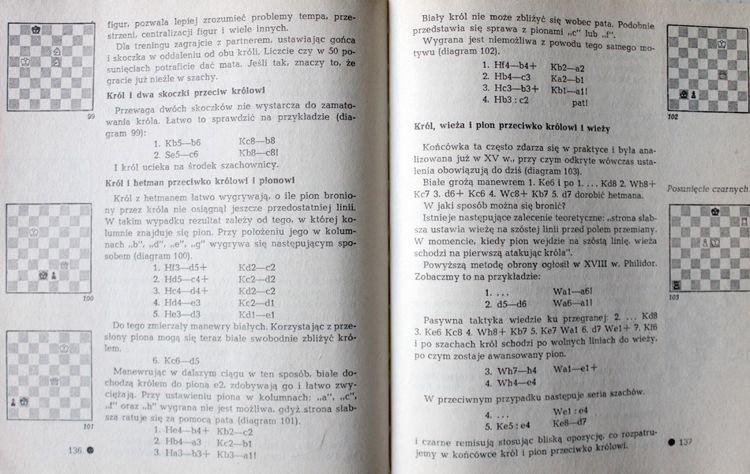 figur, pozwala lepiej zrozumieć problemy tempa, prze-
strzeni, centralizacji figur i wiele innych.
Dla treningu zagrajcie z partnerem, ustawiając gońca
i skoczka w oddaleniu od obu króli. Liczcie czy w 50 po-
sunięciach potraficie dać mata. Jeśli tak, znaczy to, że
gracie już nieźle w szachy.
99
Król i dwa skoczki przeciw królowi
Przewaga dwóch skoczków nie wystarcza do zamato-
wania króla. Łatwo to sprawdzić na przykładzie (dia-
gram 99):
1. Kb5—b6 Kc8—b8
2. Se5—c6 Kb8—c8!
I król ucieka na środek szachownicy.
Król i hetman przeciwko królowi i pionowi
Król z hetmanem łatwo wygrywają, o ile pion bronio-
ny przez króla nie osiągnął jeszcze przedostatniej linii.
W takim wypadku rezultat zależy od tego, w której ko-
lumnie znajduje się pion. Przy położeniu jego w kolum-
nach „b", „d", „e", „g" wygrywa się następującym spo-
sobem (diagram 100).
1. Hf3—d5+ Kd2—c2
2. Hd5—c4+ Kc2—d2
3. Hc4—d4+ Kd2—c2
4. Hd4—e3 Kc2—d1
5. He3—d3 Kd1—e1
100
Do tego zmierzały manewry białych. Korzystając z prze-
słony piona mogą się teraz białe swobodnie zbliżyć kró-
lem.
6. Kc6—d5
Manewrując w dalszym ciągu w ten sposób, białe do-
chodzą królem do piona e2, zdobywają go i łatwo zwy-
ciężają. Przy ustawieniu piona w kolumnach: „a", „c",
„f" oraz „h" wygrana nie jest możliwa, gdyż strona słab-
sza ratuje się za pomocą pata (diagram 101).
101
1. He4—b4+ Kb2—c2
2. Hb4—a3 Kc2—b1
3. Ha3—b3+ Kb3—a1!
136
Biały król nie może zbliżyć się wobec pata. Podobnie
przedstawia się sprawa z pionami „c" lub „f".
Wygrana jest niemożliwa z powodu tego samego mo-
tywu (diagram 102).
1. Hf4—b4+ Kb2—a2
2. Hb4—c3 Ka2—b1
3. Hc3—b3+ Kb1—a1!
4. Hb3 : c2 pat!
102
Król, wieża i pion przeciwko królowi i wieży
Końcówka ta często zdarza się w praktyce i była ana-
lizowana już w XV w., przy czym odkryte wówczas usta-
lenia obowiązują do dziś (diagram 103).
Białe grożą manewrem 1. Ke6 i po 1. ... Kd8 2. Wh8+
Kc7 3. d6+ Kc6 4. Wc8+ Kb7 5. d7 dorobić hetmana.
W jaki sposób można się bronić?
Istnieje następujące zalecenie teoretyczne: „strona słab-
sza ustawia wieżę na szóstej linii przed polem przemiany.
W momencie, kiedy pion wejdzie na szóstą linię, wieża
schodzi na pierwszą atakując króla".
Powyższą metodę obrony ogłosił w XVIII w. Philidor.
Zobaczmy to na przykładzie:
Posunięcie czarnych
103
1. ... Wa1—a6!
2. d5—d6 Wa6—a1!
Pasywna taktyka wiedzie ku przegranej: 2. ... Kd8
3. Ke6 Kc8 4. Wh8+ Kb7 5. Ke7 Wa1 6. d7 We1+ 7. Kf6
i po szachach król schodzi po wolnych liniach do wieży,
po czym zostaje awansowany pion.
3. Wh7—h4 Wa1—e1+
4. Wh4—e4
W przeciwnym przypadku następuje seria szachów.
4. ... We1 : e4
5. Ke5 : e4 Ke8—d7
i czarne remisują stosując bliską opozycję, co rozpatru-
jemy w końcówce król i pion przeciwko królowi.
137